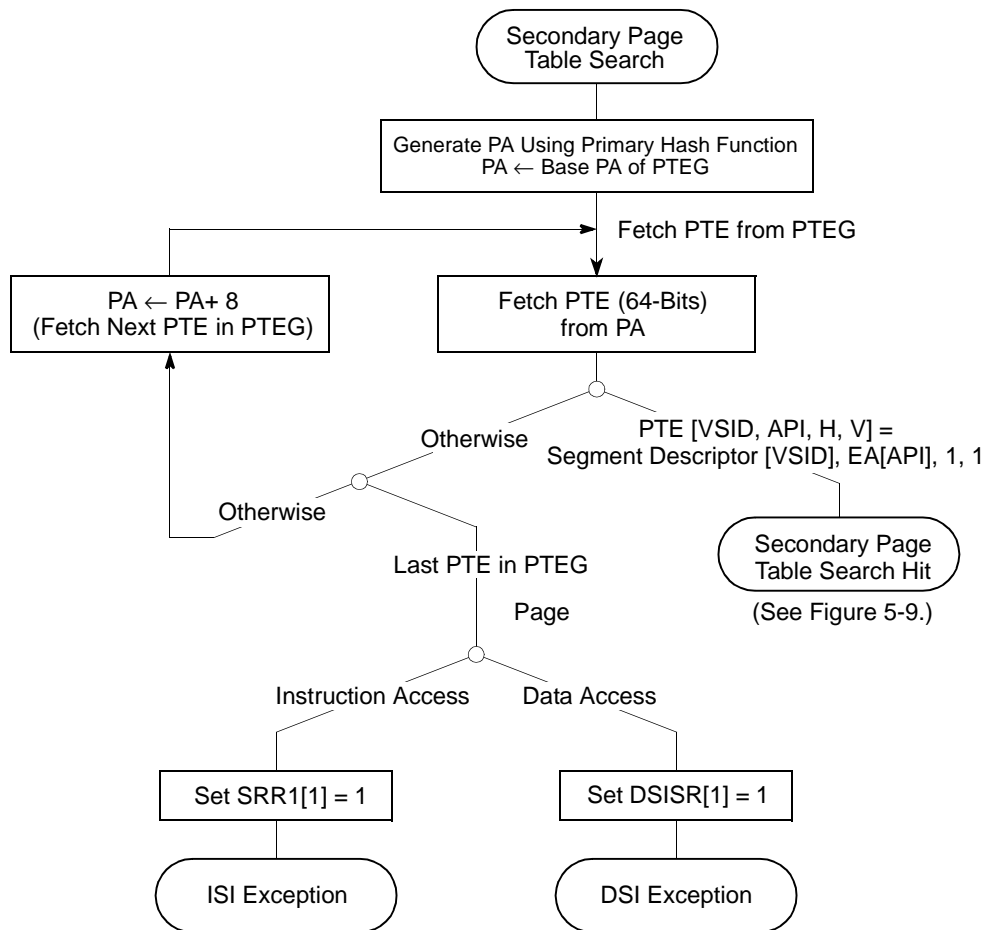 Secondary Page
Table Search
Generate PA Using Primary Hash Function
PA ← Base PA of PTEG
Fetch PTE from PTEG
PA ← PA+ 8
(Fetch Next PTE in PTEG)
Fetch PTE (64-Bits)
from PA
Otherwise
PTE [VSID, API, H, V] =
Segment Descriptor [VSID], EA[API], 1, 1
Otherwise
Secondary Page
Table Search Hit
Last PTE in PTEG
(See Figure 5-9.)
Page
Instruction Access
Data Access
Set SRR1[1] = 1
Set DSISR[1] = 1
ISI Exception
DSI Exception